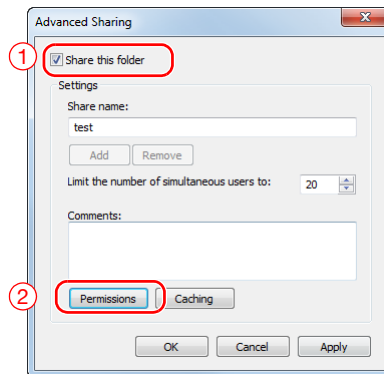 Advanced Sharing
1
Share this folder
Settings
Share name:
test
Add Remove
Limit the number of simultaneous users to: 20
Comments:
2
Permissions Caching
OK Cancel Apply